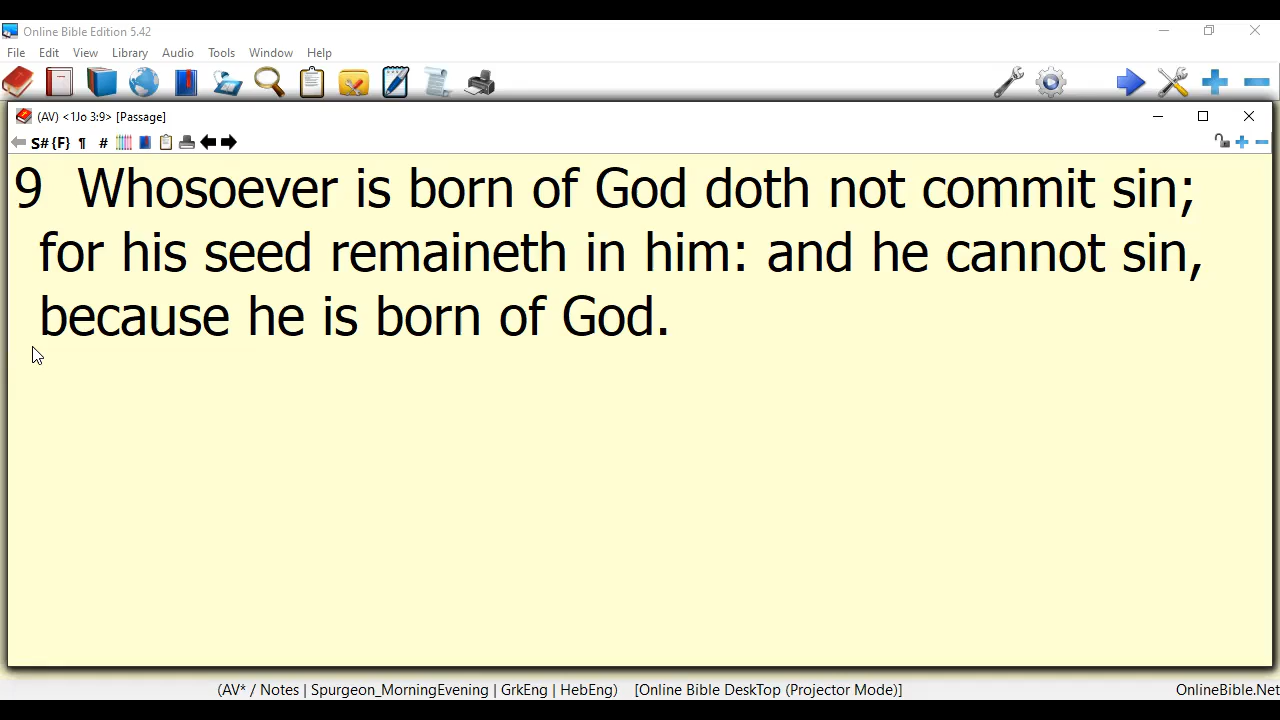 Online Bible Edition 5.42
File Edit View Library Audio Tools Window Help
(AV) <1Jo 3:9> [Passage]
S# {F} ¶ #
9 Whosoever is born of God doth not commit sin;
for his seed remaineth in him: and he cannot sin,
because he is born of God.
(AV* / Notes | Spurgeon_MorningEvening | GrkEng | HebEng) [Online Bible DeskTop (Projector Mode)] OnlineBible.Net